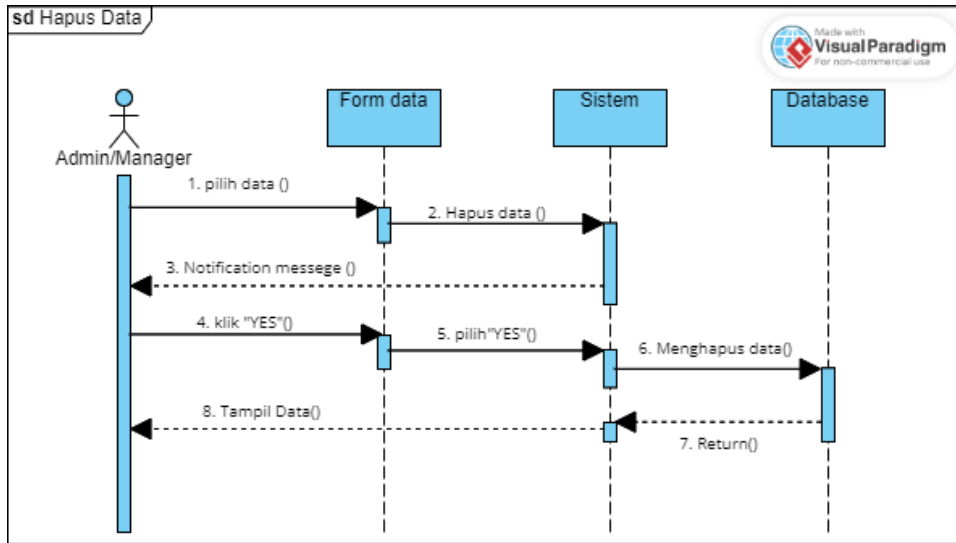 sd Hapus Data
Made with
Visual Paradigm
For non-commercial use
Form data
Sistem
Database
Admin/Manager
1. pilih data ()
2. Hapus data ()
3. Notification messege ()
4. klik "YES"()
5. pilih"YES"()
6. Menghapus data()
7. Return()
8. Tampil Data()